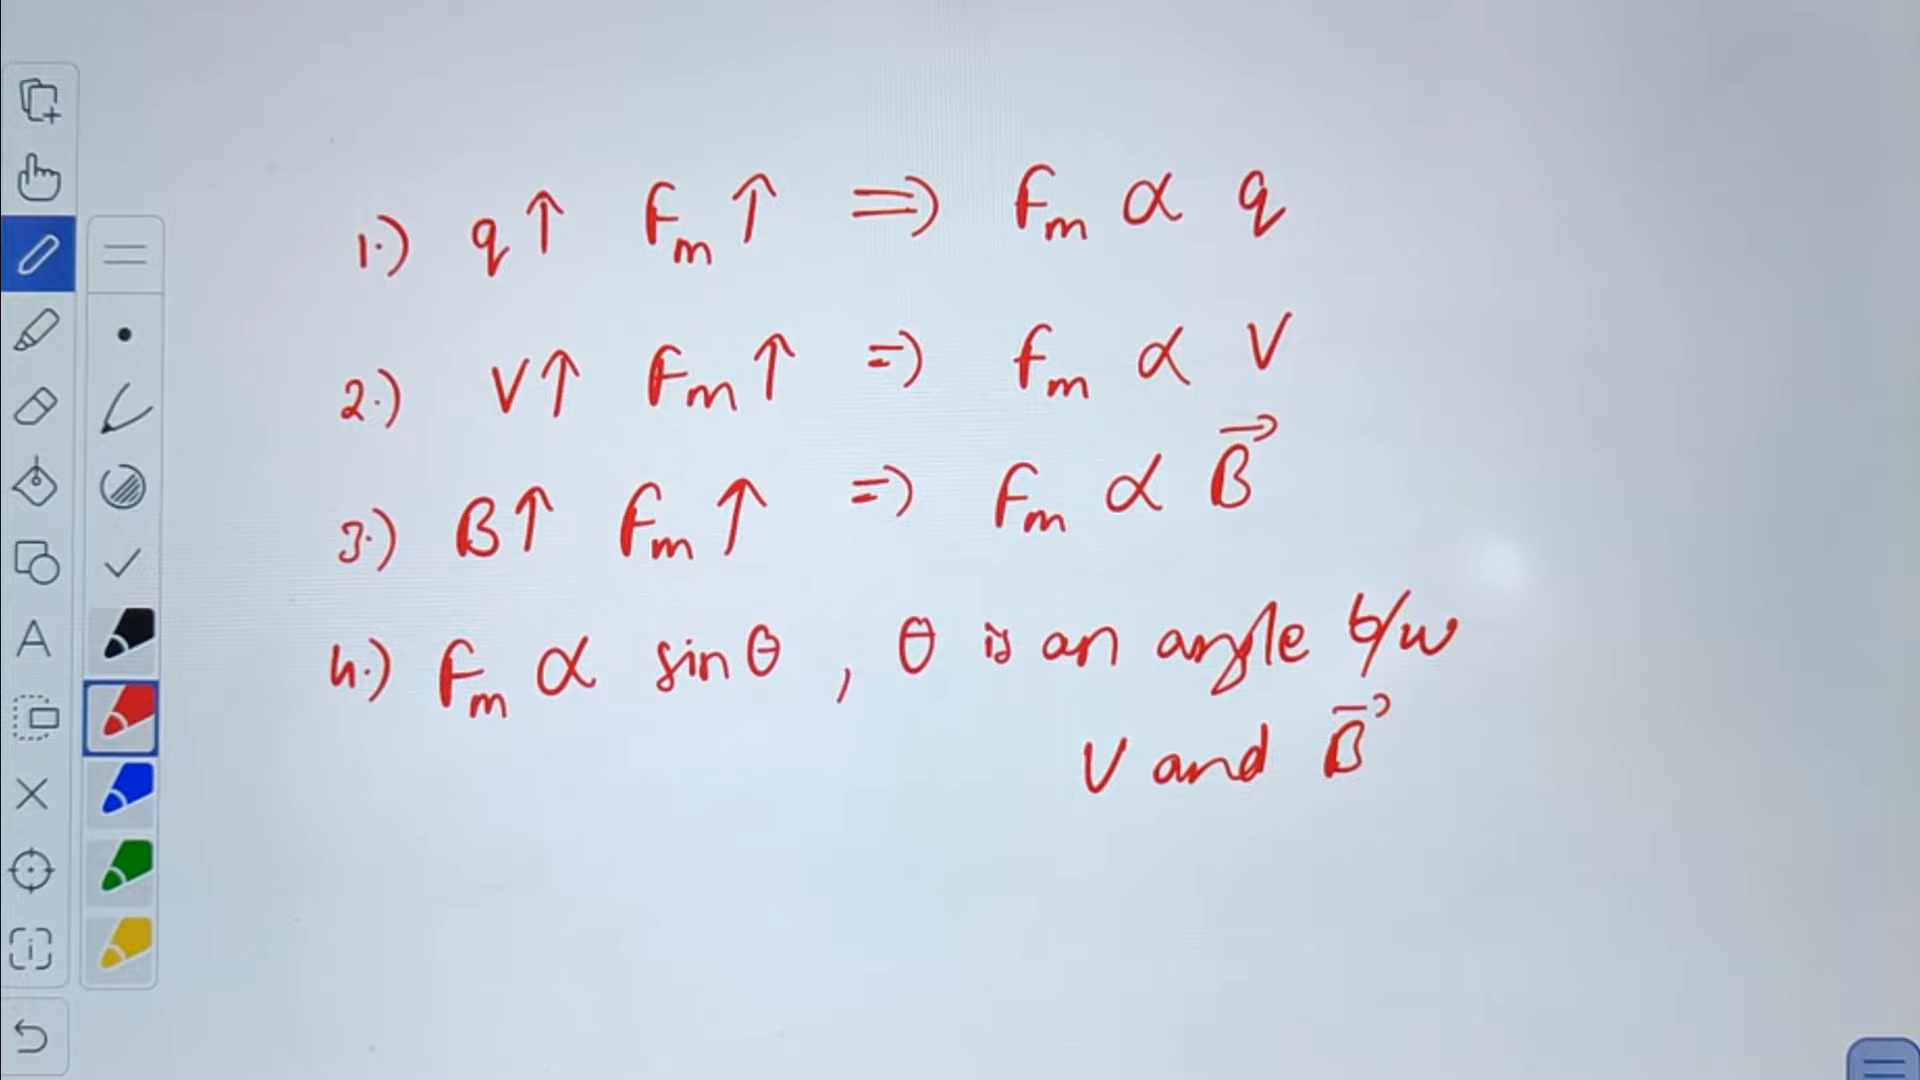 1.) q↑ Fm↑ => Fm ∝ q
2.) V↑ Fm↑ => Fm ∝ V
3.) B↑ Fm↑ => Fm ∝ B⃗
4.) Fm ∝ sinθ , θ is an angle b/w
V and B⃗
A